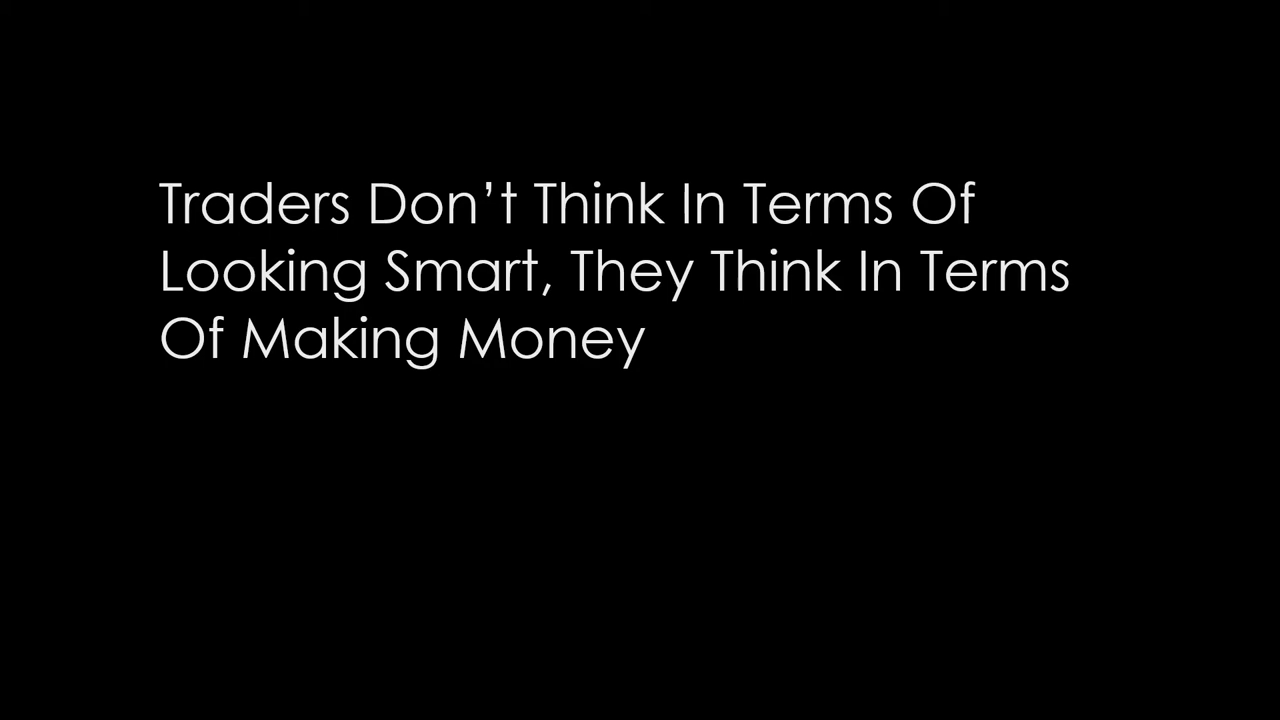 Traders Don’t Think In Terms Of
Looking Smart, They Think In Terms
Of Making Money